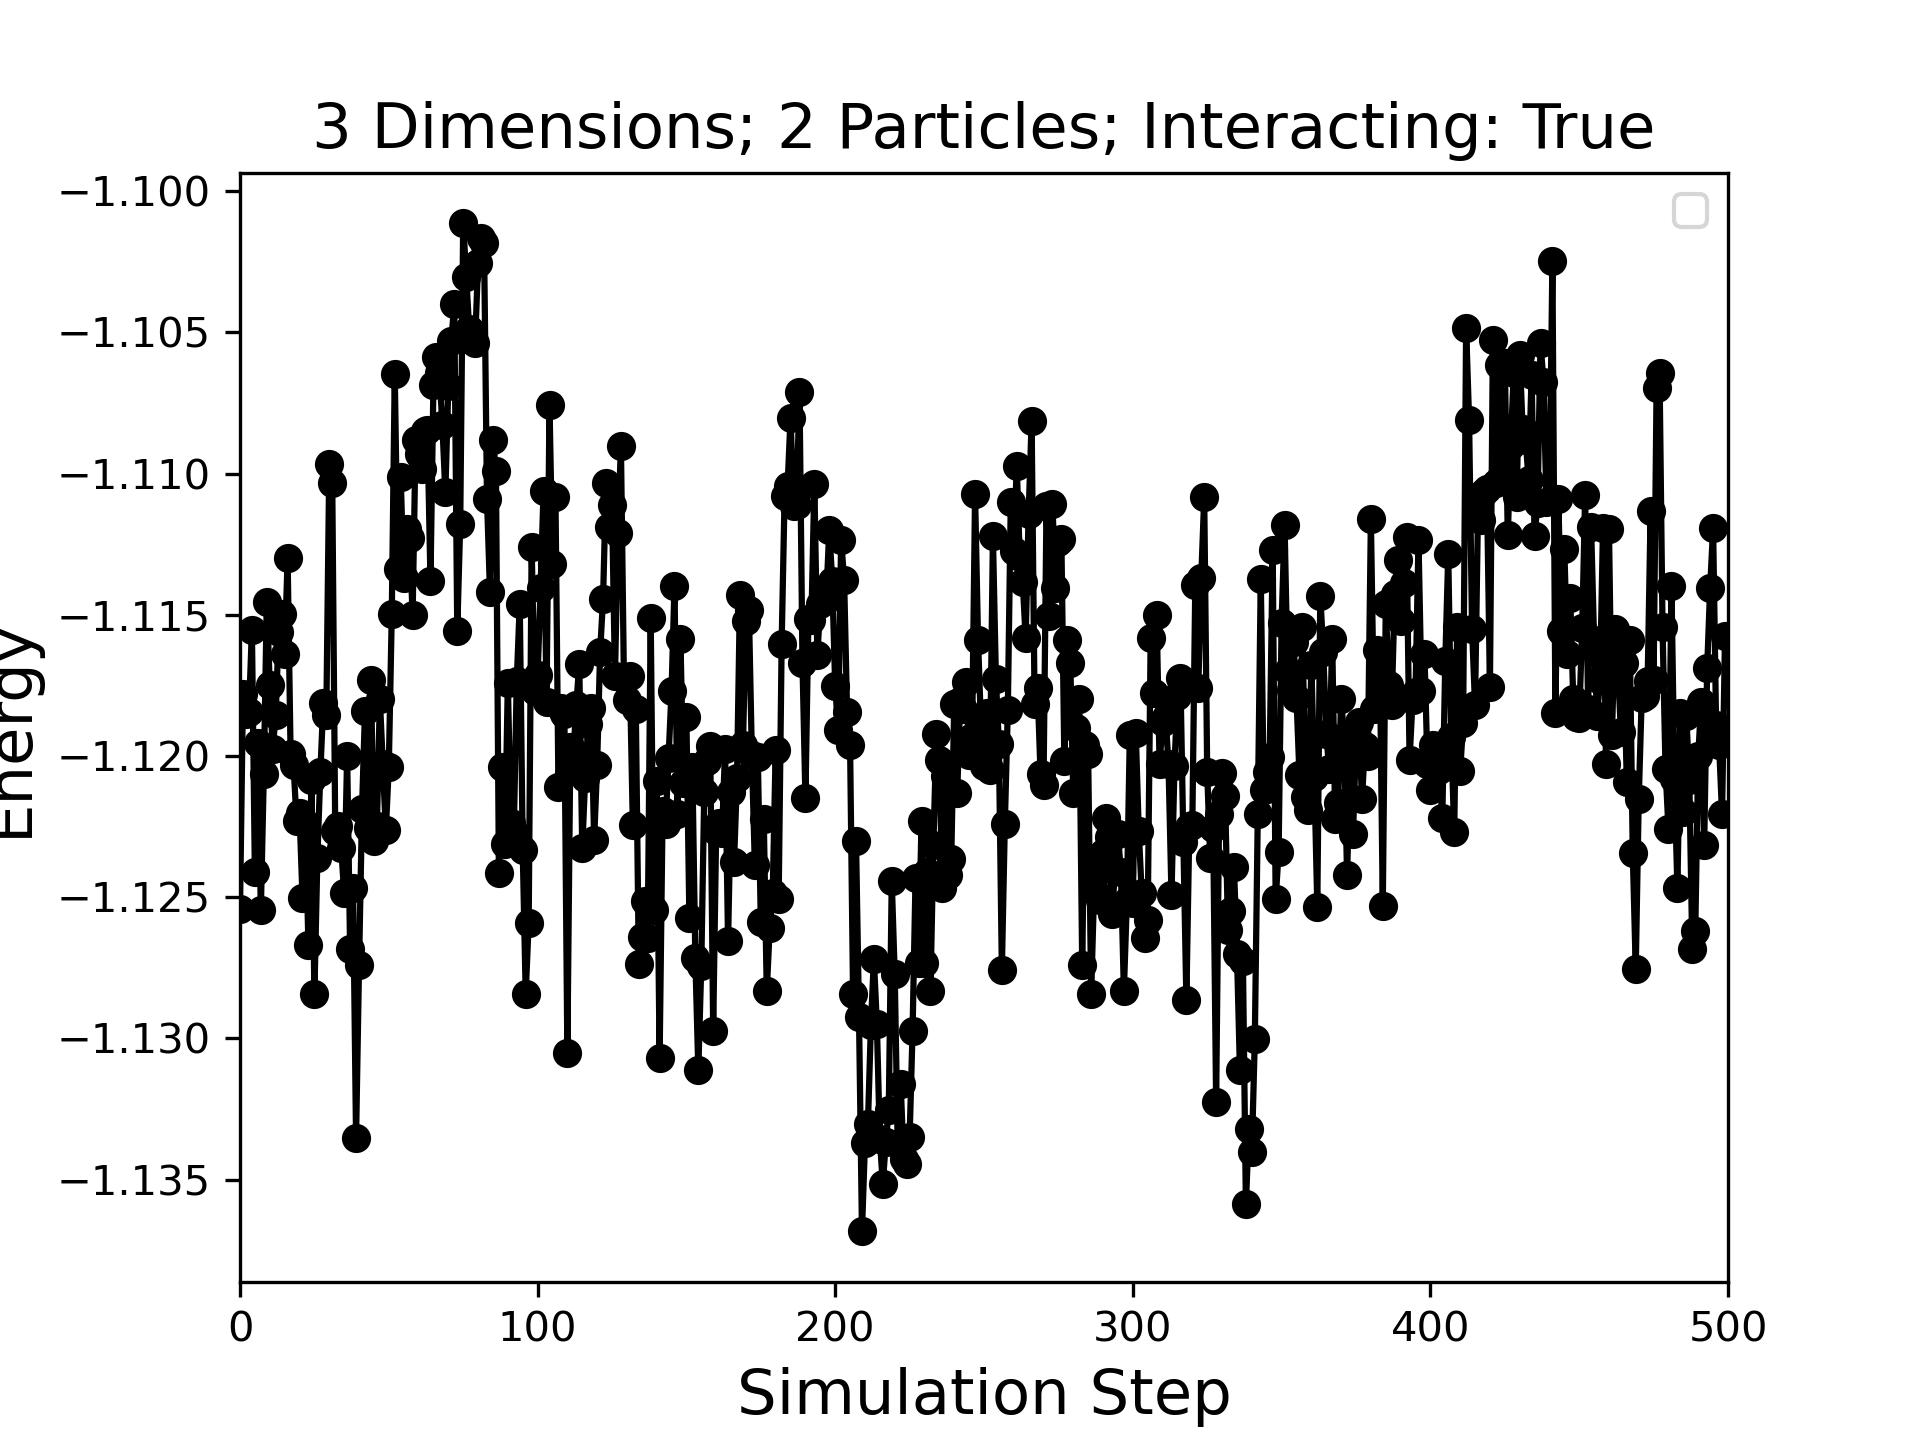 3 Dimensions; 2 Particles; Interacting: True
−1.100
−1.105
−1.110
−1.115
−1.120
−1.125
−1.130
−1.135
Energy
0 100 200 300 400 500
Simulation Step